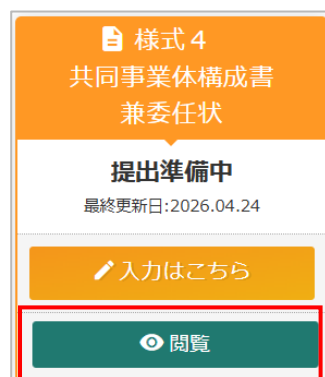 様式４
共同事業体構成書
兼委任状
提出準備中
最終更新日:2026.04.24
入力はこちら
閲覧